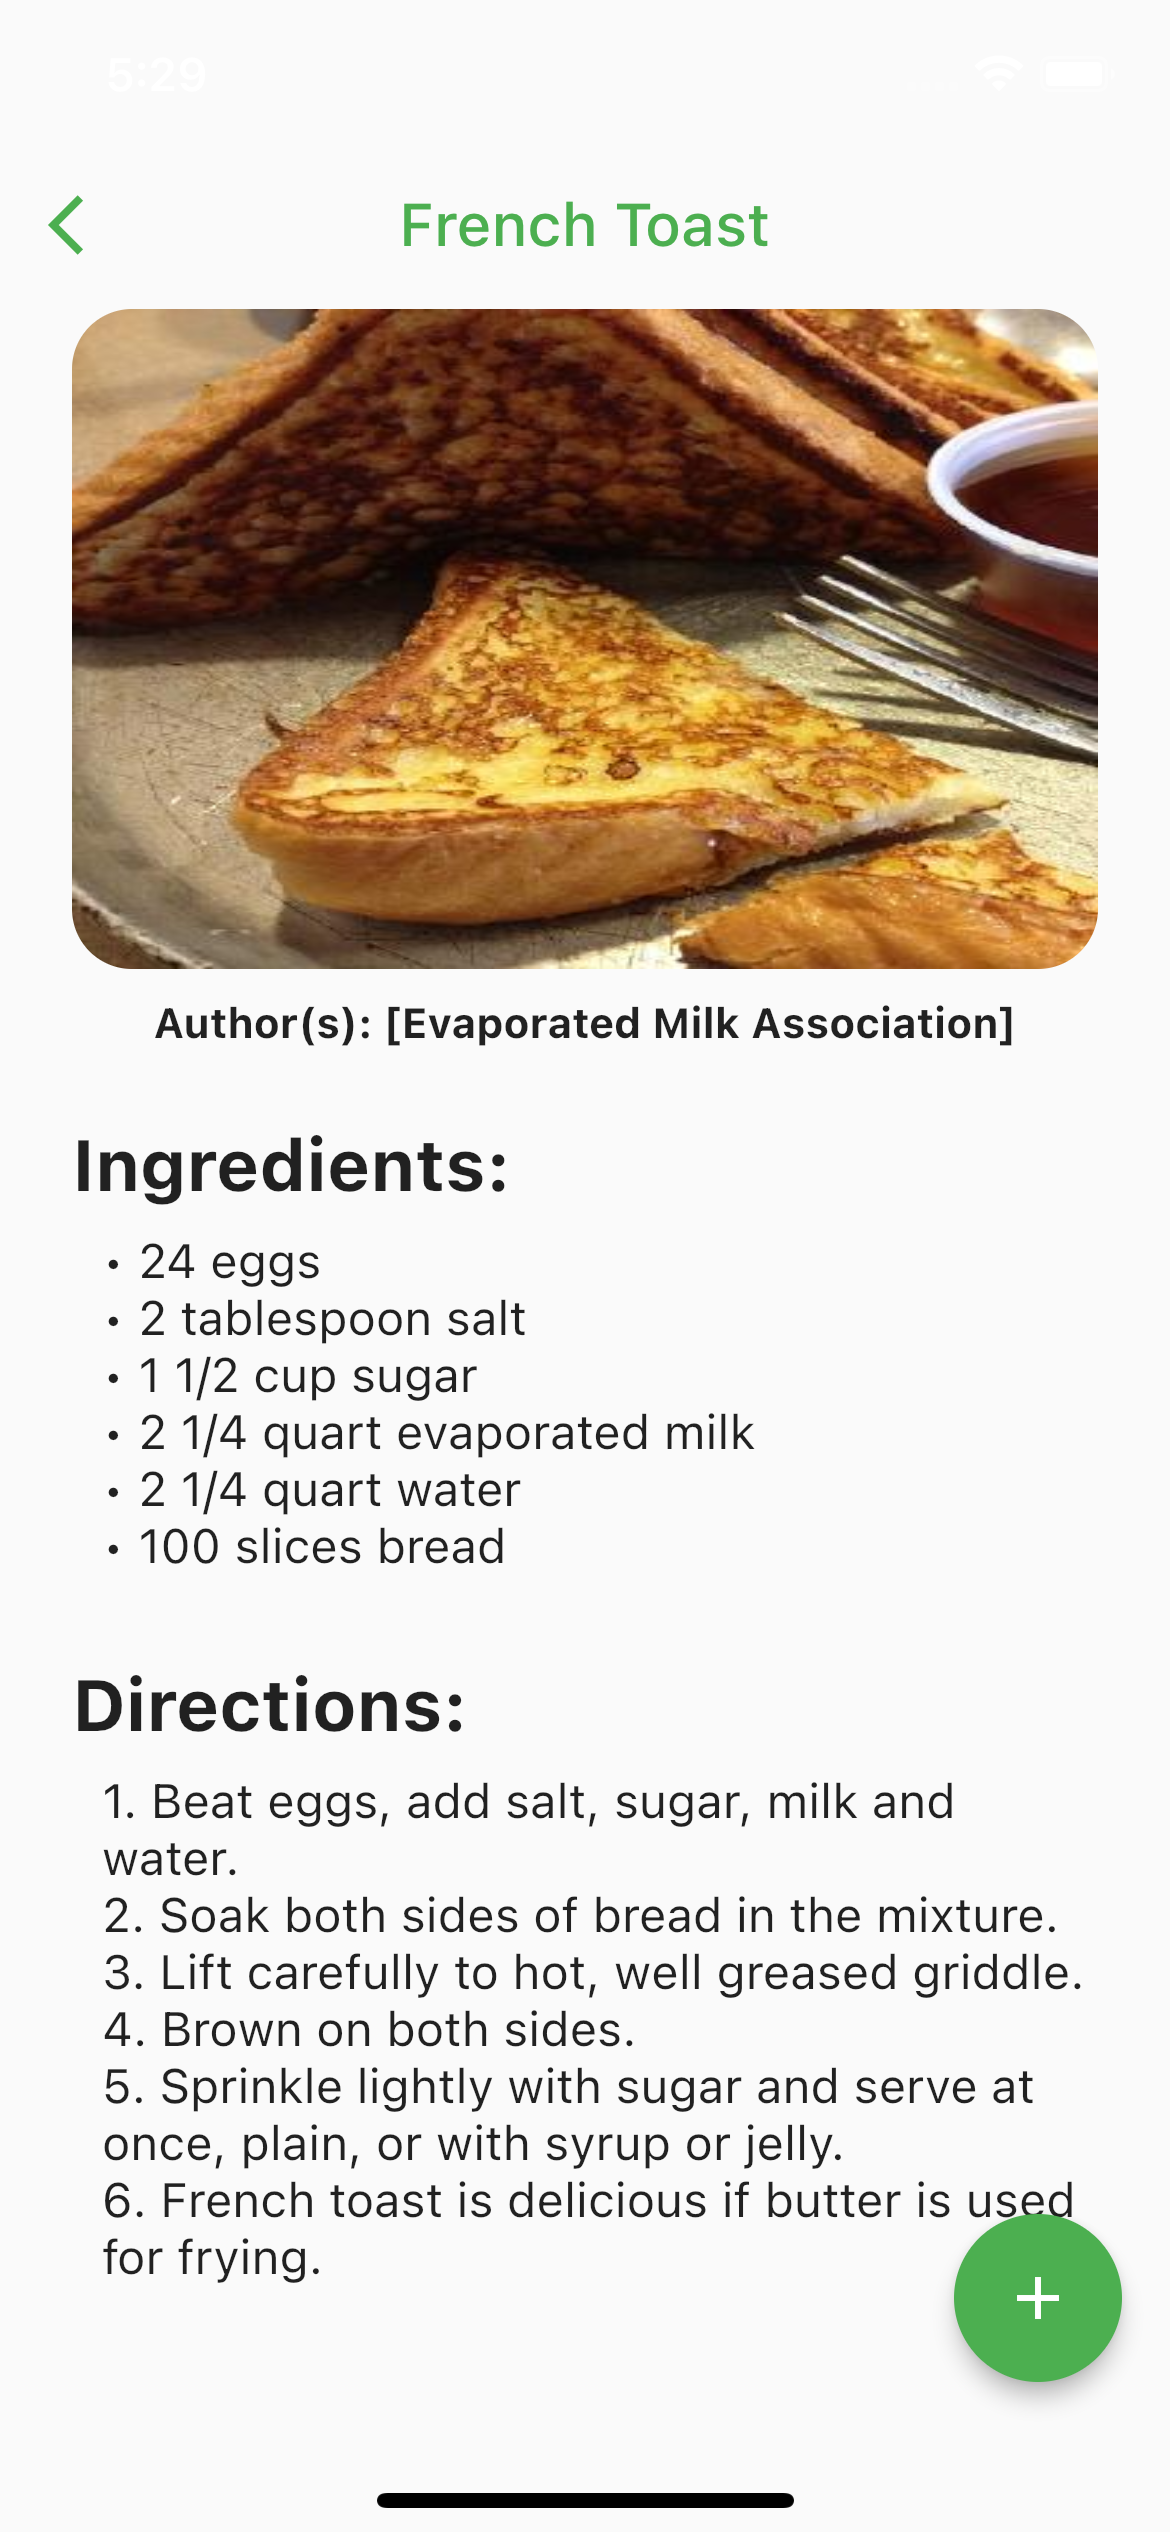 5:29
French Toast
Author(s): [Evaporated Milk Association]
Ingredients:
• 24 eggs
• 2 tablespoon salt
• 1 1/2 cup sugar
• 2 1/4 quart evaporated milk
• 2 1/4 quart water
• 100 slices bread
Directions:
1. Beat eggs, add salt, sugar, milk and
water.
2. Soak both sides of bread in the mixture.
3. Lift carefully to hot, well greased griddle.
4. Brown on both sides.
5. Sprinkle lightly with sugar and serve at
once, plain, or with syrup or jelly.
6. French toast is delicious if butter is used
for frying.